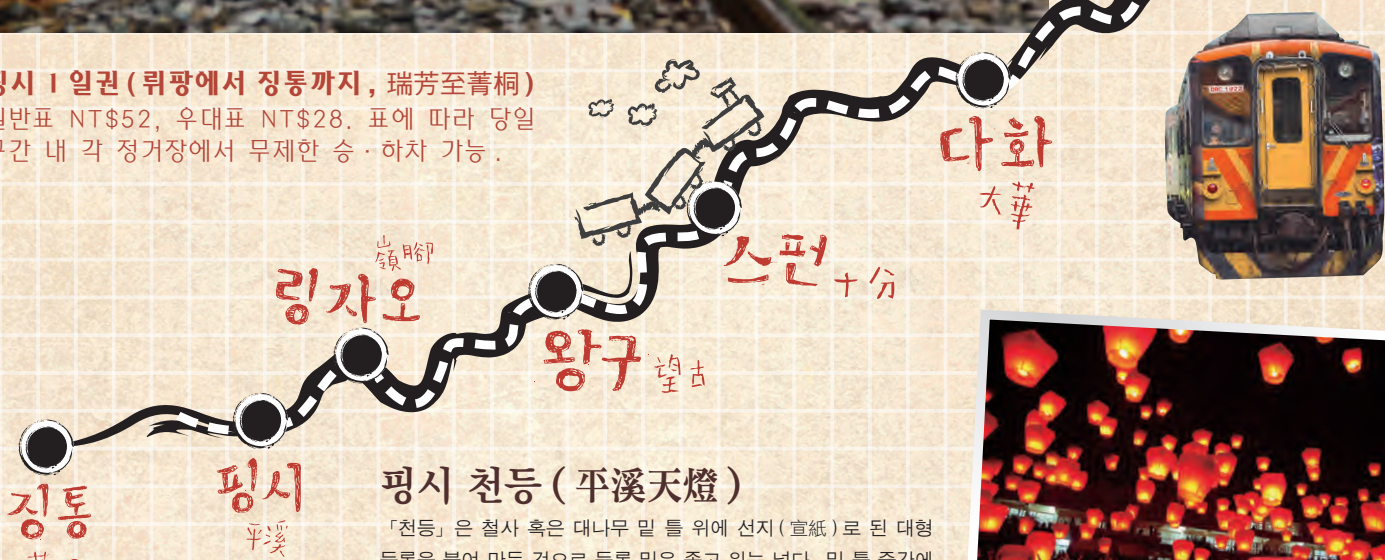 핑시 1 일권 ( 뤼팡에서 징통까지 , 瑞芳至菁桐 )
일반표 NT$52, 우대표 NT$28. 표에 따라 당일
구간 내 각 정거장에서 무제한 승 · 하차 가능 .
다화
大華
스펀 十分
嶺腳
링자오
왕구 望古
핑시
平溪
징통
핑시 천등 ( 平溪天燈 )
「천등」은 철사 혹은 대나무 밑 틀 위에 선지 ( 宣紙 ) 로 된 대형